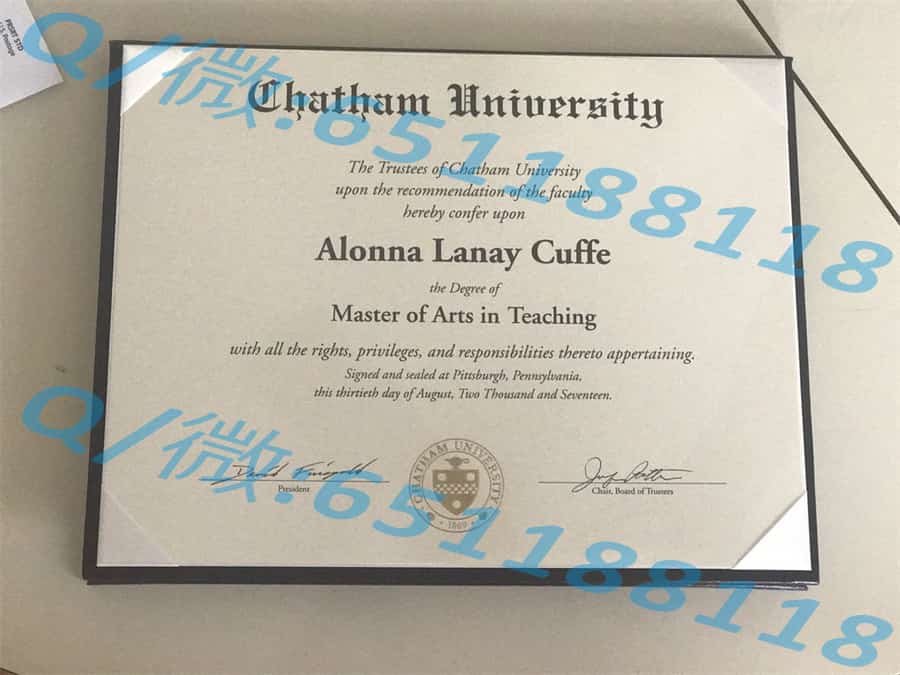 PRSRT STD
U.S. Postage
Q/微:651188118
Chatham University
The Trustees of Chatham University
upon the recommendation of the faculty
hereby confer upon
Alonna Lanay Cuffe
the Degree of
Master of Arts in Teaching
with all the rights, privileges, and responsibilities thereto appertaining.
Signed and sealed at Pittsburgh, Pennsylvania,
this thirtieth day of August, Two Thousand and Seventeen.
Q/微:651188118
President
CHATHAM UNIVERSITY
· 1869 ·
Chair, Board of Trustees